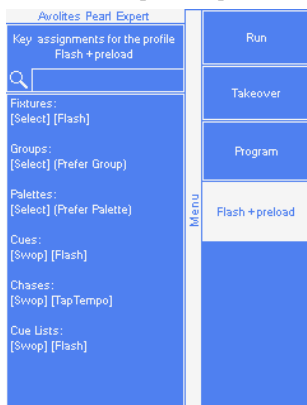 Avolites Pearl Expert
Key assignments for the profile
Flash + preload
Fixtures:
[Select] [Flash]
Groups:
[Select] (Prefer Group)
Palettes:
[Select] (Prefer Palette)
Cues:
[Swop] [Flash]
Chases:
[Swop] [TapTempo]
Cue Lists:
[Swop] [Flash]
Menu
Run
Takeover
Program
Flash + preload